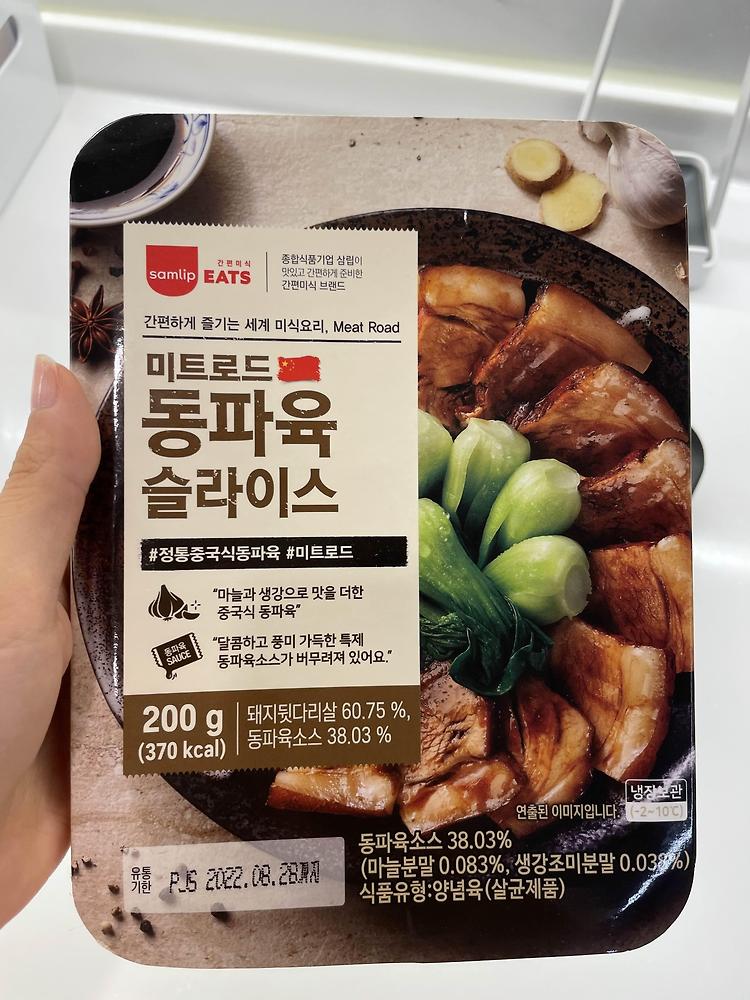 samlip
간편미식
EATS
종합식품기업 삼립이
맛있고 간편하게 준비한
간편미식 브랜드
간편하게 즐기는 세계 미식요리, Meat Road
미트로드
동파육
슬라이스
#정통중국식동파육 #미트로드
“마늘과 생강으로 맛을 더한
중국식 동파육”
동파육
SAUCE
“달콤하고 풍미 가득한 특제
동파육소스가 버무려져 있어요.”
200 g
(370 kcal)
돼지뒷다리살 60.75 %,
동파육소스 38.03 %
연출된 이미지입니다.
냉장보관
(-2~10℃)
동파육소스 38.03%
(마늘분말 0.083%, 생강조미분말 0.038%)
식품유형:양념육(살균제품)
유통
기한
PJS 2022.08.28까지